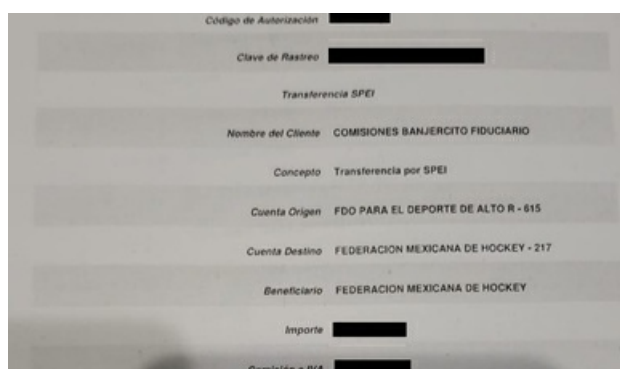 Código de Autorización
Clave de Rastreo
Transferencia SPEI
Nombre del Cliente COMISIONES BANJERCITO FIDUCIARIO
Concepto Transferencia por SPEI
Cuenta Origen FDO PARA EL DEPORTE DE ALTO R - 615
Cuenta Destino FEDERACION MEXICANA DE HOCKEY - 217
Beneficiario FEDERACION MEXICANA DE HOCKEY
Importe
Comisión e IVA